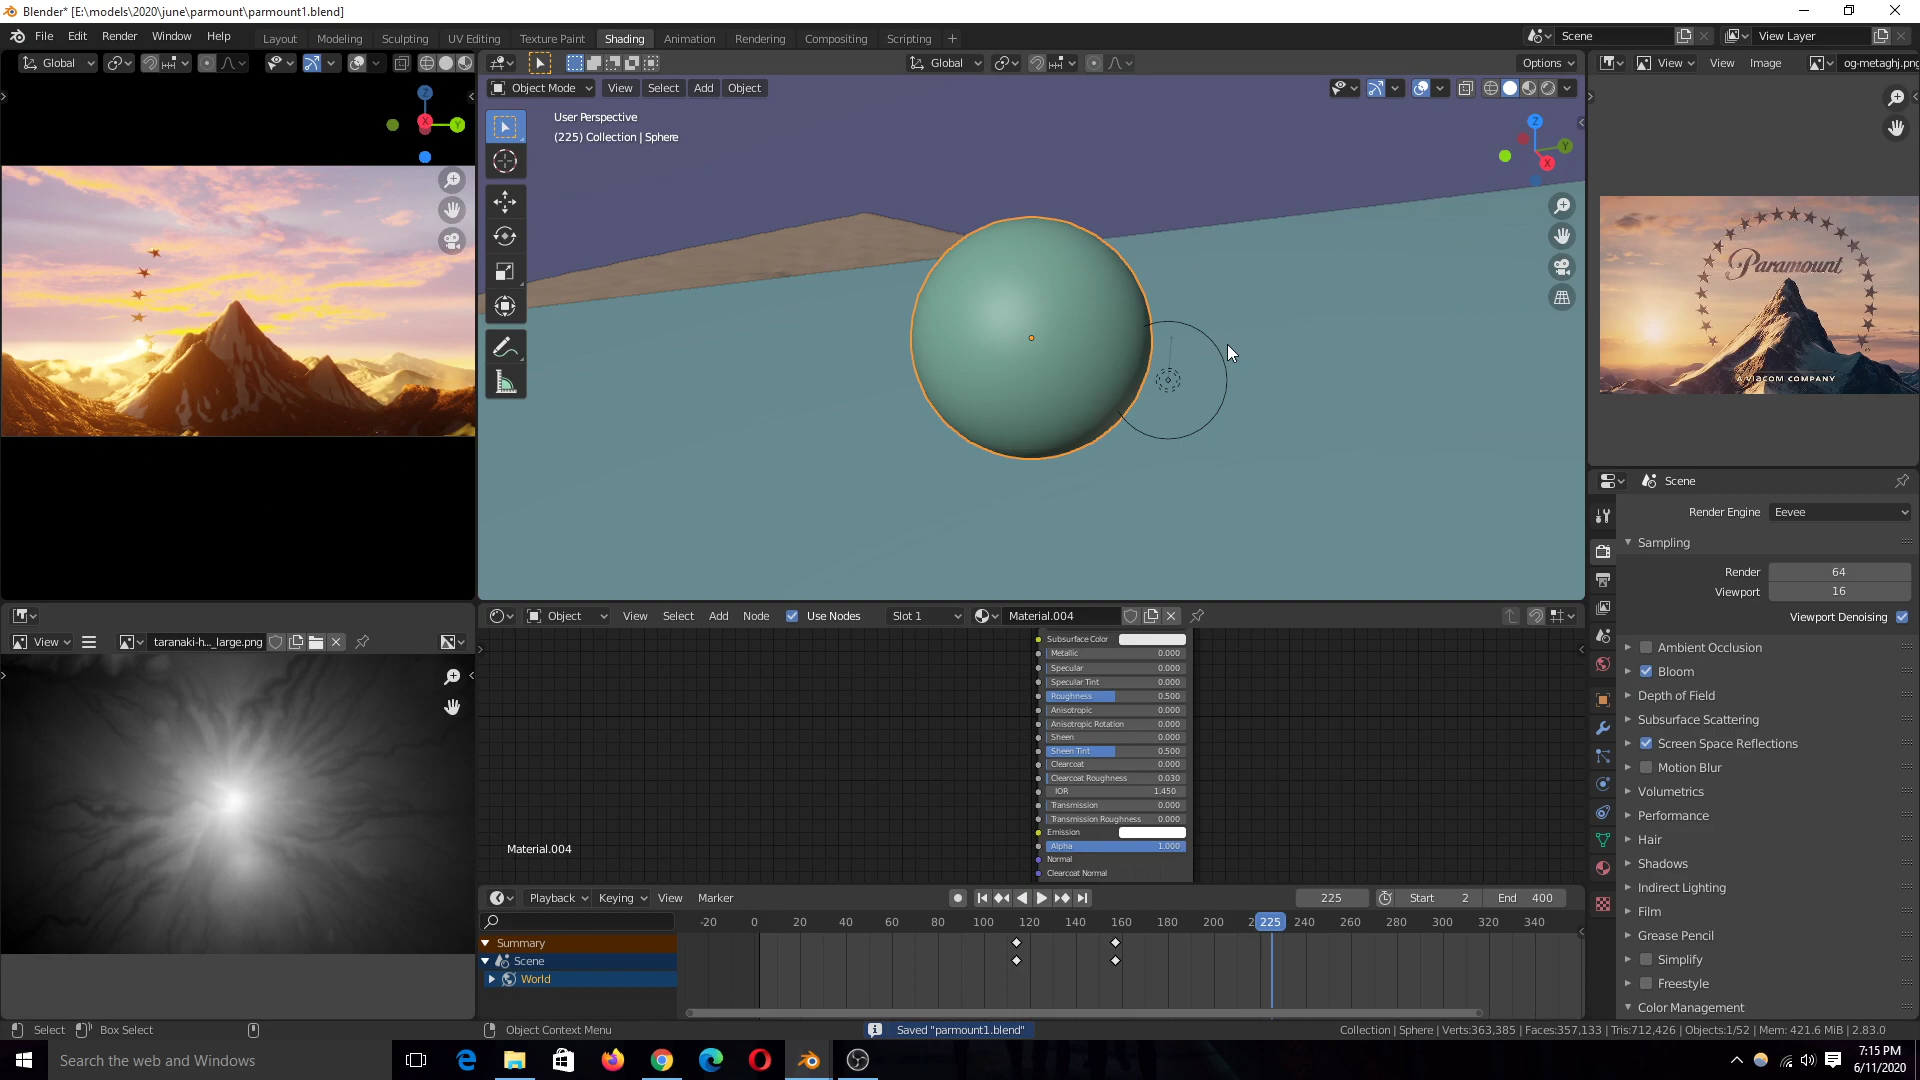 Blender* [E:\models\2020\june\parmount\parmount1.blend]
File Edit Render Window Help
Layout Modeling Sculpting UV Editing Texture Paint Shading Animation Rendering Compositing Scripting
Scene
View Layer
Global
Global
Options
View View Image og-metaghj.png
Object Mode View Select Add Object
User Perspective
(225) Collection | Sphere
X Y Z
X Y Z
Paramount
A VIACOM COMPANY
Scene
Render Engine Eevee
Sampling
Render 64
Viewport 16
Viewport Denoising
Ambient Occlusion
Bloom
Depth of Field
Subsurface Scattering
Screen Space Reflections
Motion Blur
Volumetrics
Performance
Hair
Shadows
Indirect Lighting
Film
Grease Pencil
Simplify
Freestyle
Color Management
View taranaki-h..._large.png
Object View Select Add Node Use Nodes Slot 1 Material.004
Subsurface Color
Metallic 0.000
Specular 0.000
Specular Tint 0.000
Roughness 0.500
Anisotropic 0.000
Anisotropic Rotation 0.000
Sheen 0.000
Sheen Tint 0.500
Clearcoat 0.000
Clearcoat Roughness 0.030
IOR 1.450
Transmission 0.000
Transmission Roughness 0.000
Emission
Alpha 1.000
Normal
Clearcoat Normal
Material.004
Playback Keying View Marker
225 Start 2 End 400
-20 0 20 40 60 80 100 120 140 160 180 200 2 225 240 260 280 300 320 340
Summary
Scene
World
Select Box Select Object Context Menu
Saved "parmount1.blend"
Collection | Sphere | Verts:363,385 | Faces:357,133 | Tris:712,426 | Objects:1/52 | Mem: 421.6 MiB | 2.83.0
Search the web and Windows
7:15 PM
6/11/2020